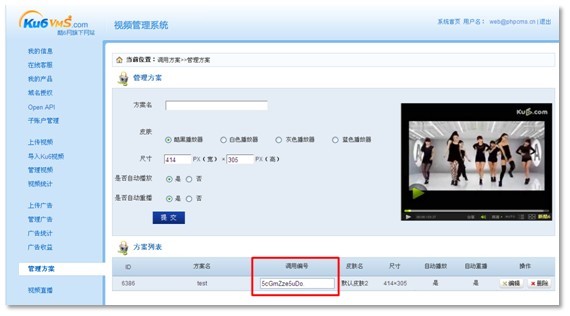 Ku6VMS.com
酷6网旗下网站
视频管理系统
系统首页 用户名： web6@phpcms.cn | 退出
我的信息
在线客服
我的产品
域名授权
Open API
子账户管理
上传视频
导入Ku6视频
管理视频
视频统计
上传广告
管理广告
广告统计
广告收益
管理方案
视频直播
当前位置：调用方案>>管理方案
管理方案
方案名
皮肤
酷黑播放器 白色播放器 灰色播放器 蓝色播放器
尺寸 414 PX（宽）× 305 PX（高）
是否自动播放 是 否
是否自动重播 是 否
提 交
Ku6.com
方案列表
ID 方案名 调用编号 皮肤名 尺寸 自动播放 自动重播 操作
6386 test 5cGmZze5uDo. 默认皮肤2 414×305 是 是 编辑 删除